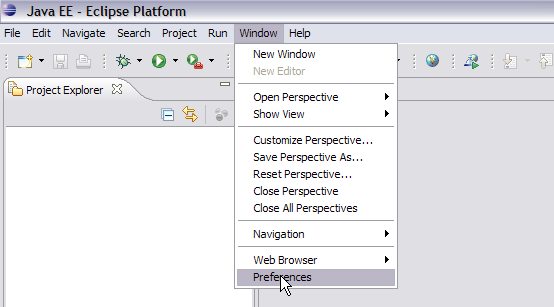 Java EE - Eclipse Platform
File Edit Navigate Search Project Run Window Help
New Window
New Editor
Project Explorer
Open Perspective
Show View
Customize Perspective...
Save Perspective As...
Reset Perspective...
Close Perspective
Close All Perspectives
Navigation
Web Browser
Preferences